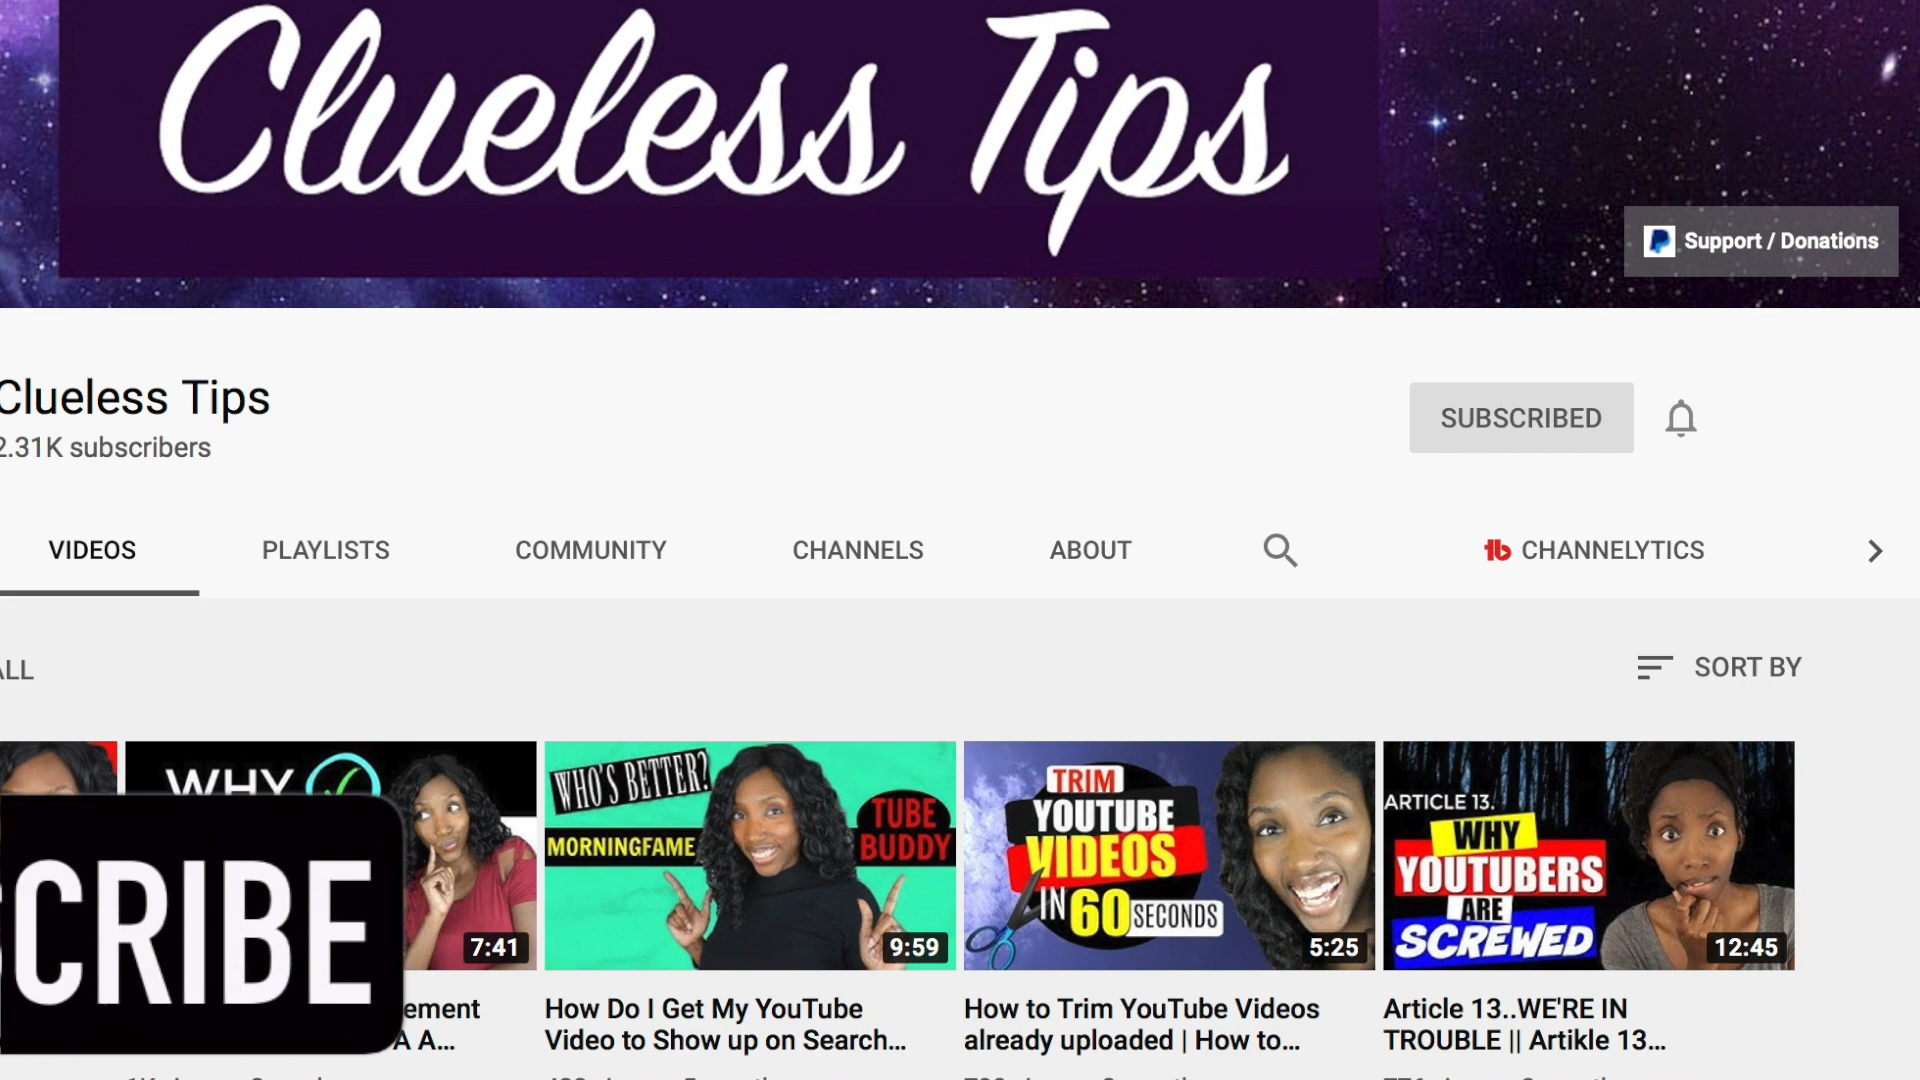 Clueless Tips
Support / Donations
Clueless Tips
2.31K subscribers
SUBSCRIBED
VIDEOS
PLAYLISTS
COMMUNITY
CHANNELS
ABOUT
CHANNELYTICS
ALL
SORT BY
WHY
7:41
WHO'S BETTER?
MORNINGFAME
TUBE
BUDDY
9:59
TRIM
YOUTUBE
VIDEOS
IN 60 SECONDS
5:25
ARTICLE 13.
WHY
YOUTUBERS
ARE
SCREWED
12:45
CRIBE
ement
A A...
How Do I Get My YouTube
Video to Show up on Search...
How to Trim YouTube Videos
already uploaded | How to...
Article 13..WE'RE IN
TROUBLE || Artikle 13...